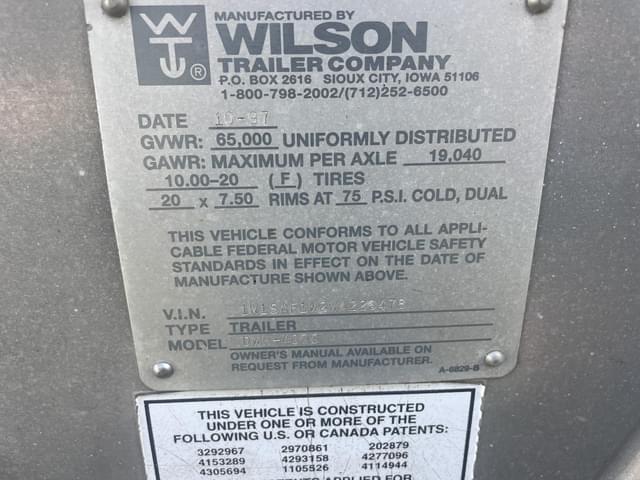 MANUFACTURED BY
WILSON
TRAILER COMPANY
P.O. BOX 2616 SIOUX CITY, IOWA 51106
1-800-798-2002/(712)252-6500
DATE 10-97
GVWR: 65,000 UNIFORMLY DISTRIBUTED
GAWR: MAXIMUM PER AXLE 19,040
10.00-20 (F) TIRES
20 X 7.50 RIMS AT 75 P.S.I. COLD, DUAL
THIS VEHICLE CONFORMS TO ALL APPLI-
CABLE FEDERAL MOTOR VEHICLE SAFETY
STANDARDS IN EFFECT ON THE DATE OF
MANUFACTURE SHOWN ABOVE.
V.I.N.
TYPE TRAILER
MODEL
OWNER'S MANUAL AVAILABLE ON
REQUEST FROM MANUFACTURER.
A-6829-B
THIS VEHICLE IS CONSTRUCTED
UNDER ONE OR MORE OF THE
FOLLOWING U.S. OR CANADA PATENTS:
3292967 2970861 202879
4153289 4293158 4277096
4305694 1105526 4114944